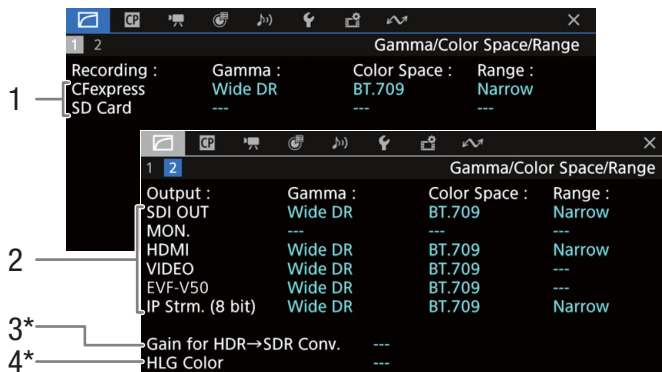 CP
1 2 Gamma/Color Space/Range
Recording : Gamma : Color Space : Range :
1 CFexpress Wide DR BT.709 Narrow
SD Card --- --- ---
CP
1 2 Gamma/Color Space/Range
Output : Gamma : Color Space : Range :
2 SDI OUT Wide DR BT.709 Narrow
MON. --- --- ---
HDMI Wide DR BT.709 Narrow
VIDEO Wide DR BT.709 ---
EVF-V50 Wide DR BT.709 ---
IP Strm. (8 bit) Wide DR BT.709 Narrow
3* Gain for HDR→SDR Conv. ---
4* HLG Color ---